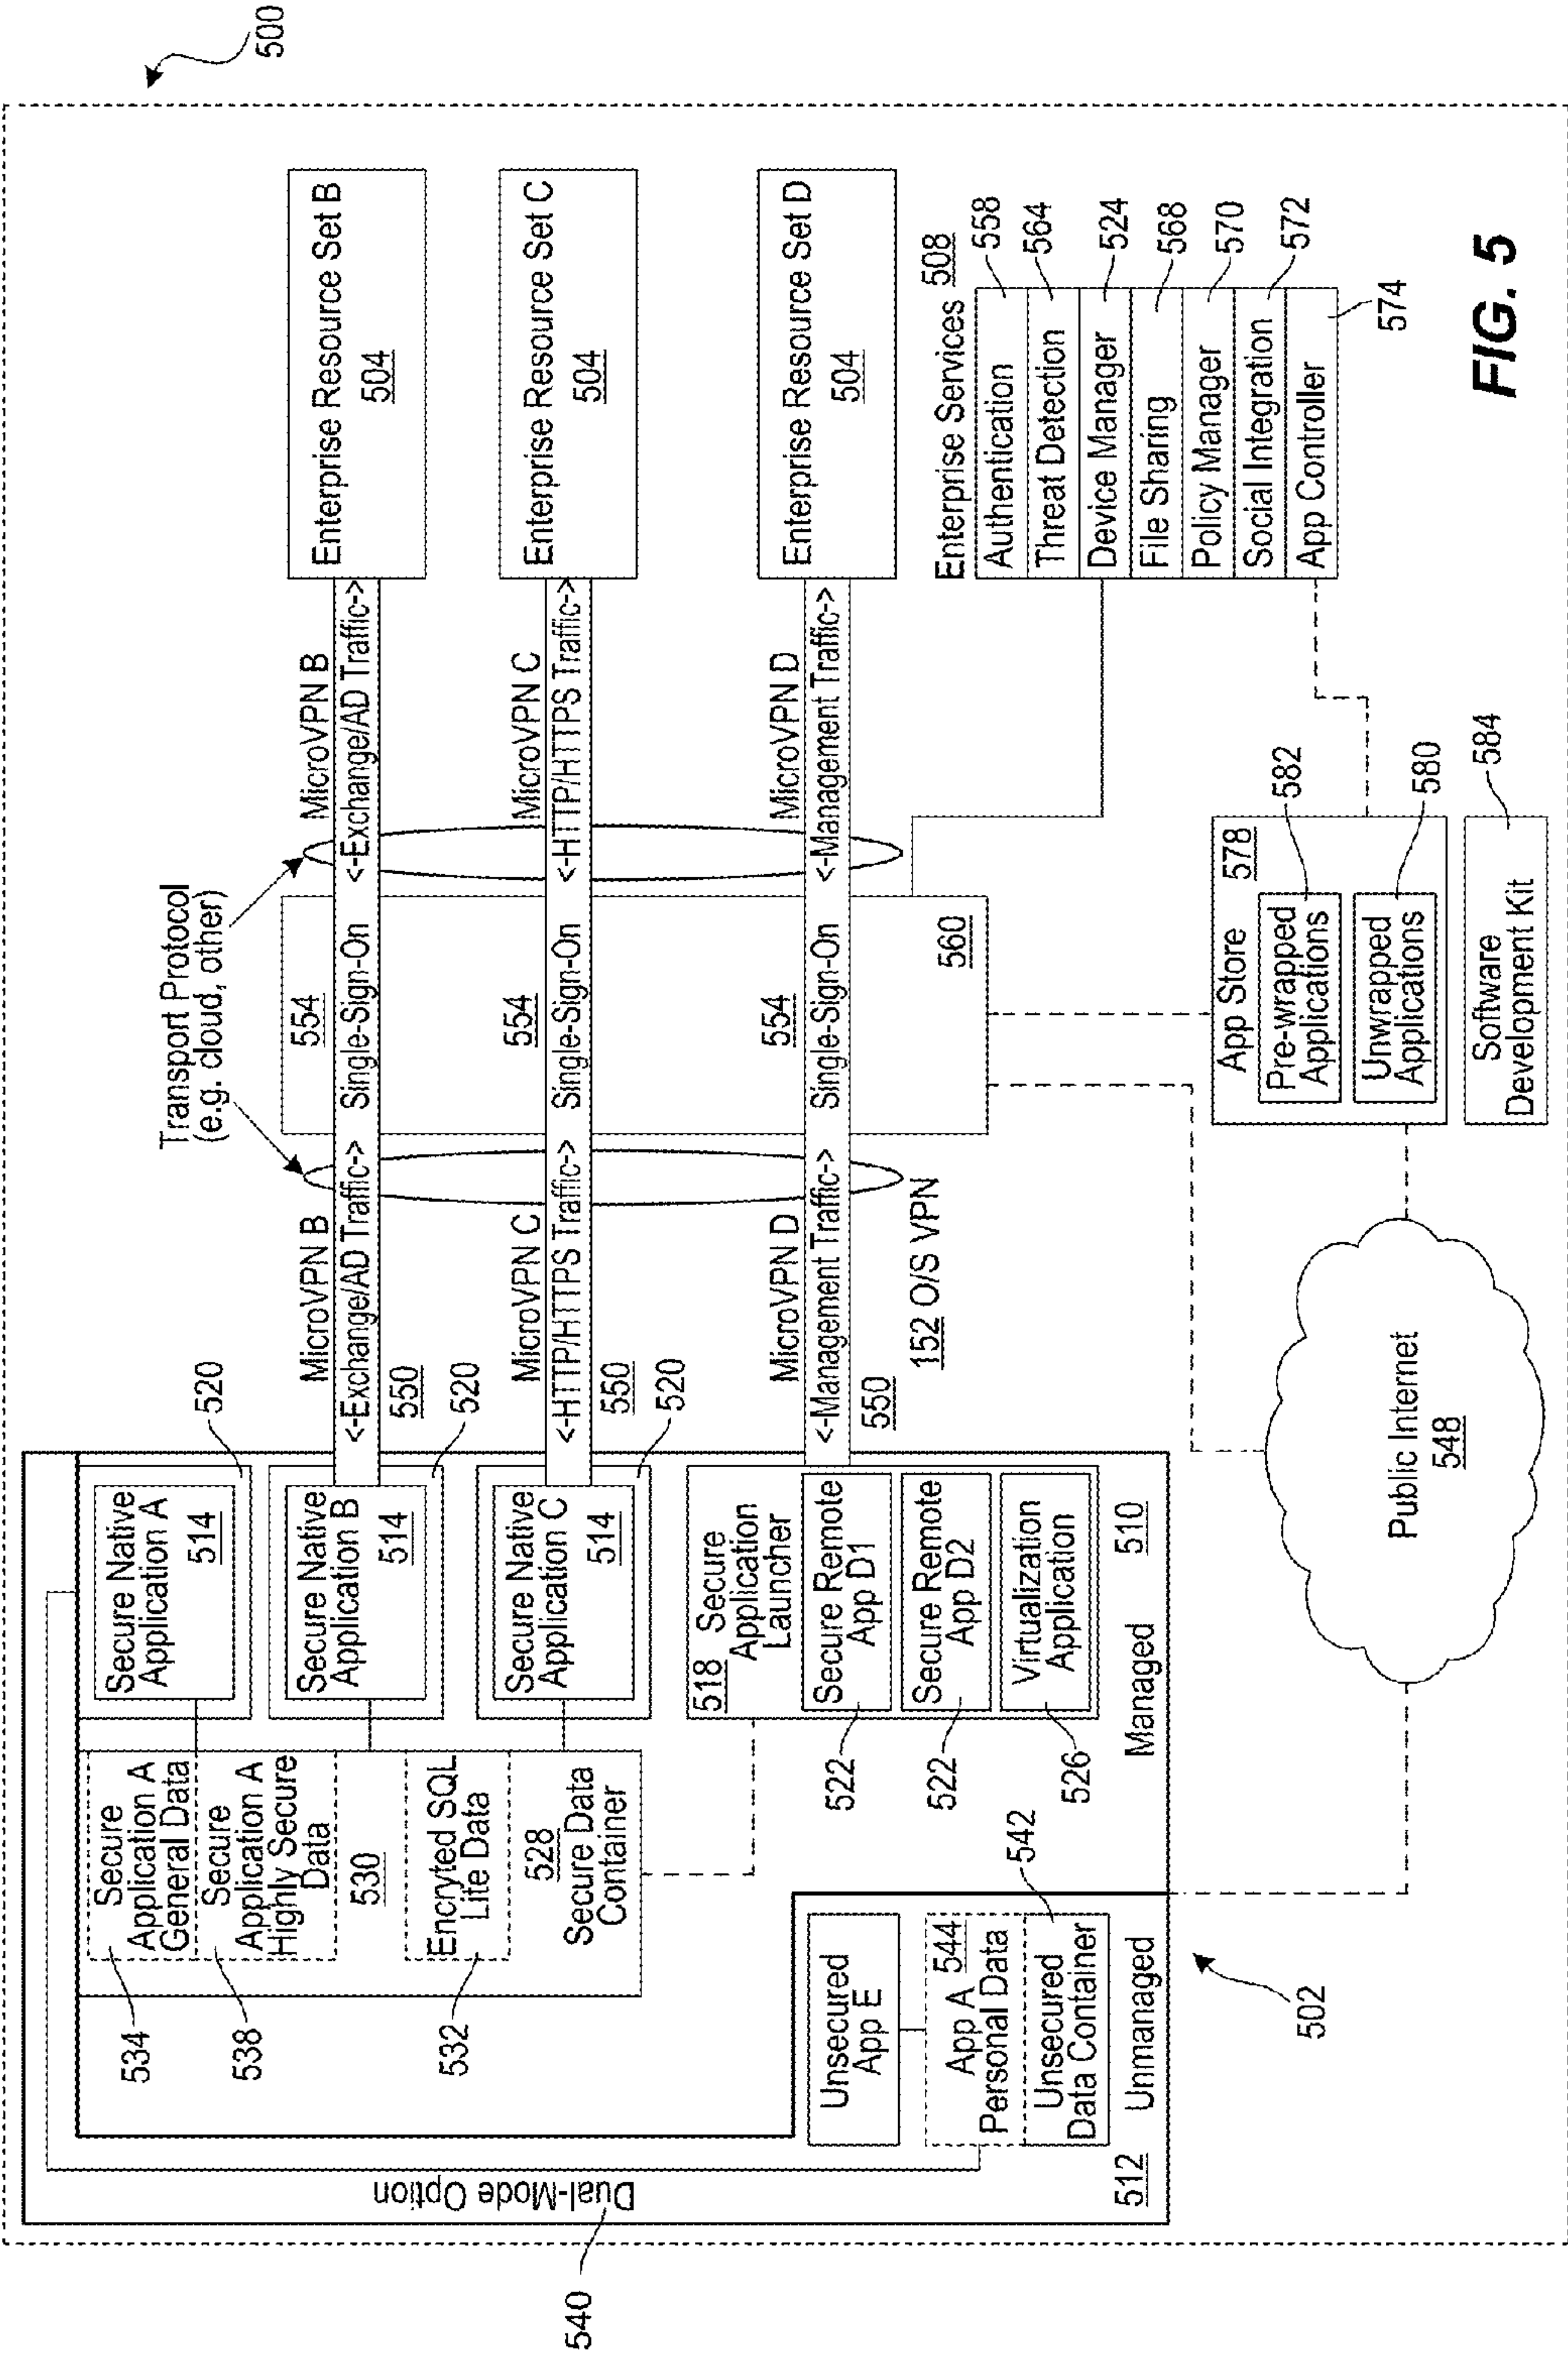 500
540
Dual-Mode Option
534
538
532
Secure
Application A
General Data
Secure
Application A
Highly Secure
Data
530
Encryted SQL
Lite Data
528
Secure Data
Container
Secure Native
Application A
514
520
Secure Native
Application B
514
520
Secure Native
Application C
514
520
518 Secure
Application
Launcher
Secure Remote
App D1
522
Secure Remote
App D2
522
Virtualization
Application
526
Managed
510
Unsecured
App E
544
App A
Personal Data
542
Unsecured
Data Container
512
Unmanaged
502
Transport Protocol
(e.g. cloud, other)
MicroVPN B
<-Exchange/AD Traffic->
550
554
Single-Sign-On
MicroVPN B
<-Exchange/AD Traffic->
Enterprise Resource Set B
504
MicroVPN C
<-HTTP/HTTPS Traffic->
550
554
Single-Sign-On
MicroVPN C
<-HTTP/HTTPS Traffic->
Enterprise Resource Set C
504
MicroVPN D
<-Management Traffic->
550
554
Single-Sign-On
MicroVPN D
<-Management Traffic->
Enterprise Resource Set D
504
152 O/S VPN
560
Enterprise Services 508
Authentication
558
Threat Detection
564
Device Manager
524
File Sharing
568
Policy Manager
570
Social Integration
572
App Controller
574
Public Internet
548
App Store 578
Pre-wrapped
Applications
582
Unwrapped
Applications
580
Software
Development Kit
584
FIG. 5